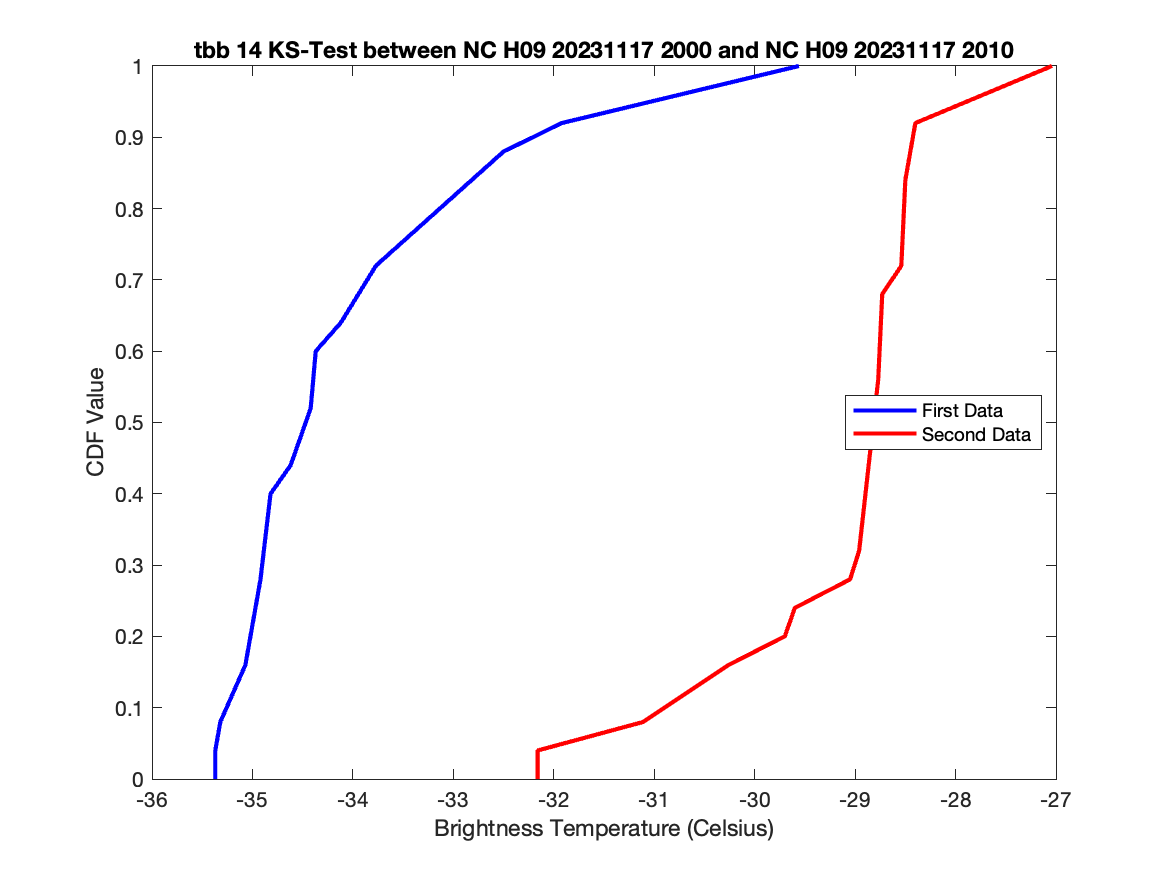 tbb 14 KS-Test between NC H09 20231117 2000 and NC H09 20231117 2010
1
0.9
0.8
0.7
0.6
0.5
0.4
0.3
0.2
0.1
0
CDF Value
First Data
Second Data
-36 -35 -34 -33 -32 -31 -30 -29 -28 -27
Brightness Temperature (Celsius)